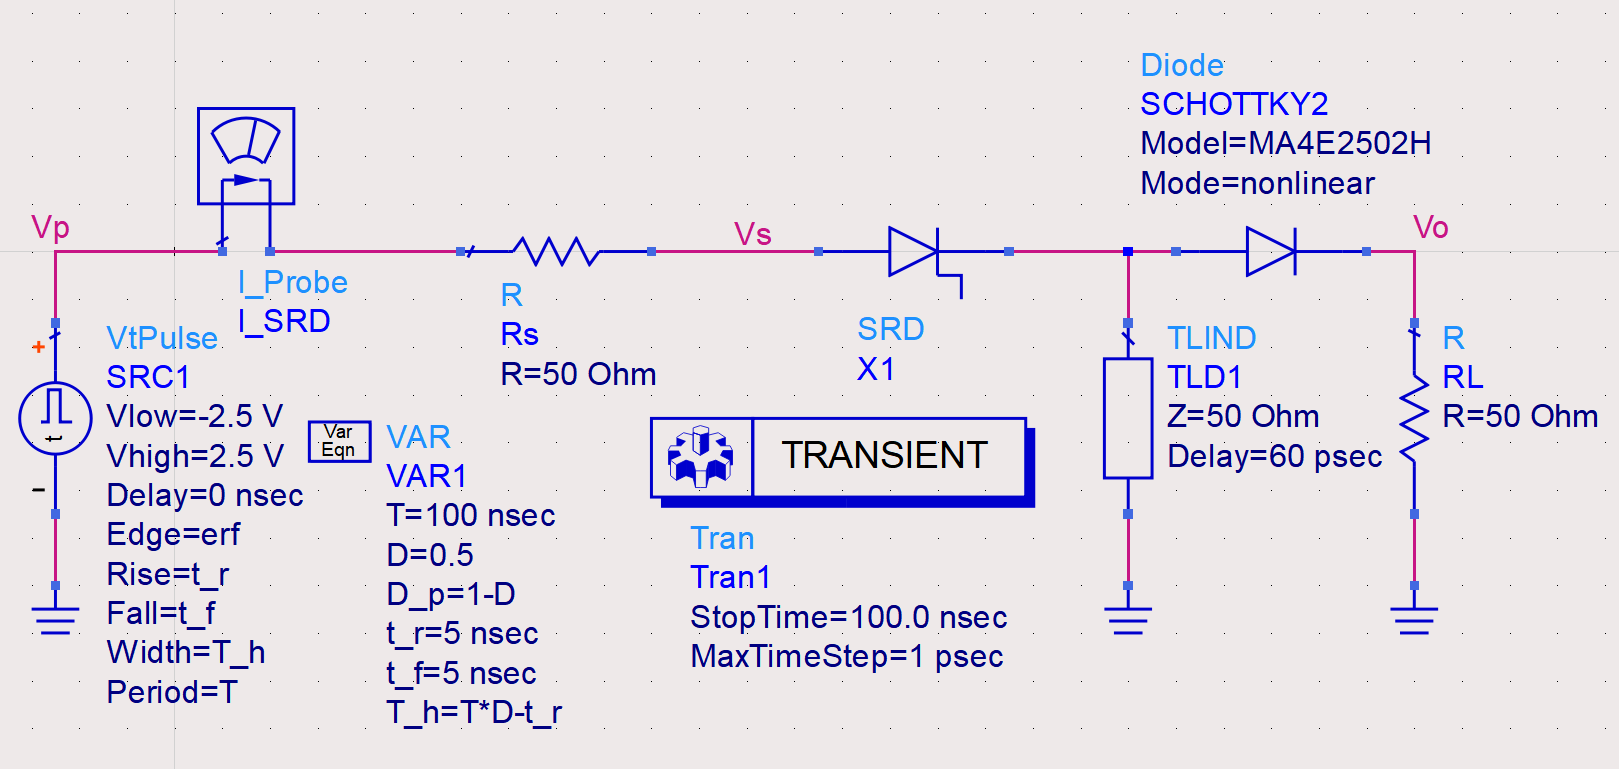 Diode
SCHOTTKY2
Model=MA4E2502H
Mode=nonlinear
Vp
Vs
Vo
I_Probe
I_SRD
R
Rs
R=50 Ohm
SRD
X1
+
-
t
VtPulse
SRC1
Vlow=-2.5 V
Vhigh=2.5 V
Delay=0 nsec
Edge=erf
Rise=t_r
Fall=t_f
Width=T_h
Period=T
Var
Eqn
VAR
VAR1
T=100 nsec
D=0.5
D_p=1-D
t_r=5 nsec
t_f=5 nsec
T_h=T*D-t_r
TRANSIENT
Tran
Tran1
StopTime=100.0 nsec
MaxTimeStep=1 psec
TLIND
TLD1
Z=50 Ohm
Delay=60 psec
R
RL
R=50 Ohm